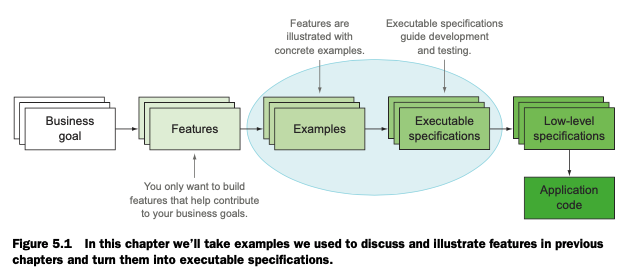 Features are
illustrated with
concrete examples.
Executable specifications
guide development
and testing.
Business
goal
Features
Examples
Executable
specifications
Low-level
specifications
You only want to build
features that help contribute
to your business goals.
Application
code
Figure 5.1 In this chapter we'll take examples we used to discuss and illustrate features in previous
chapters and turn them into executable specifications.